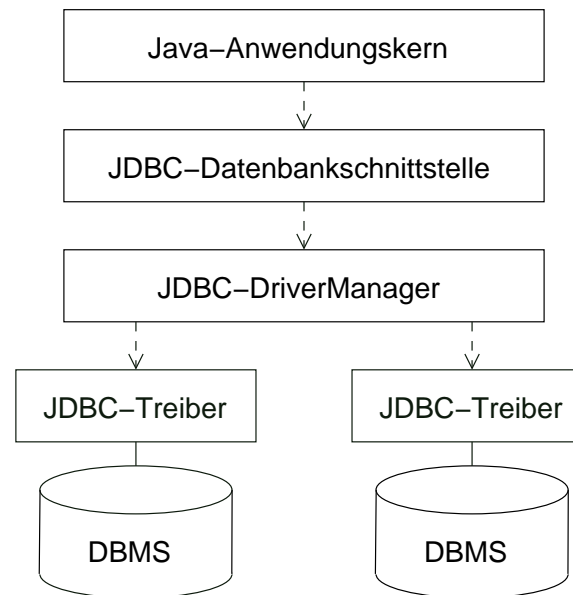 Java−Anwendungskern
JDBC−Datenbankschnittstelle
JDBC−DriverManager
JDBC−Treiber
JDBC−Treiber
DBMS
DBMS